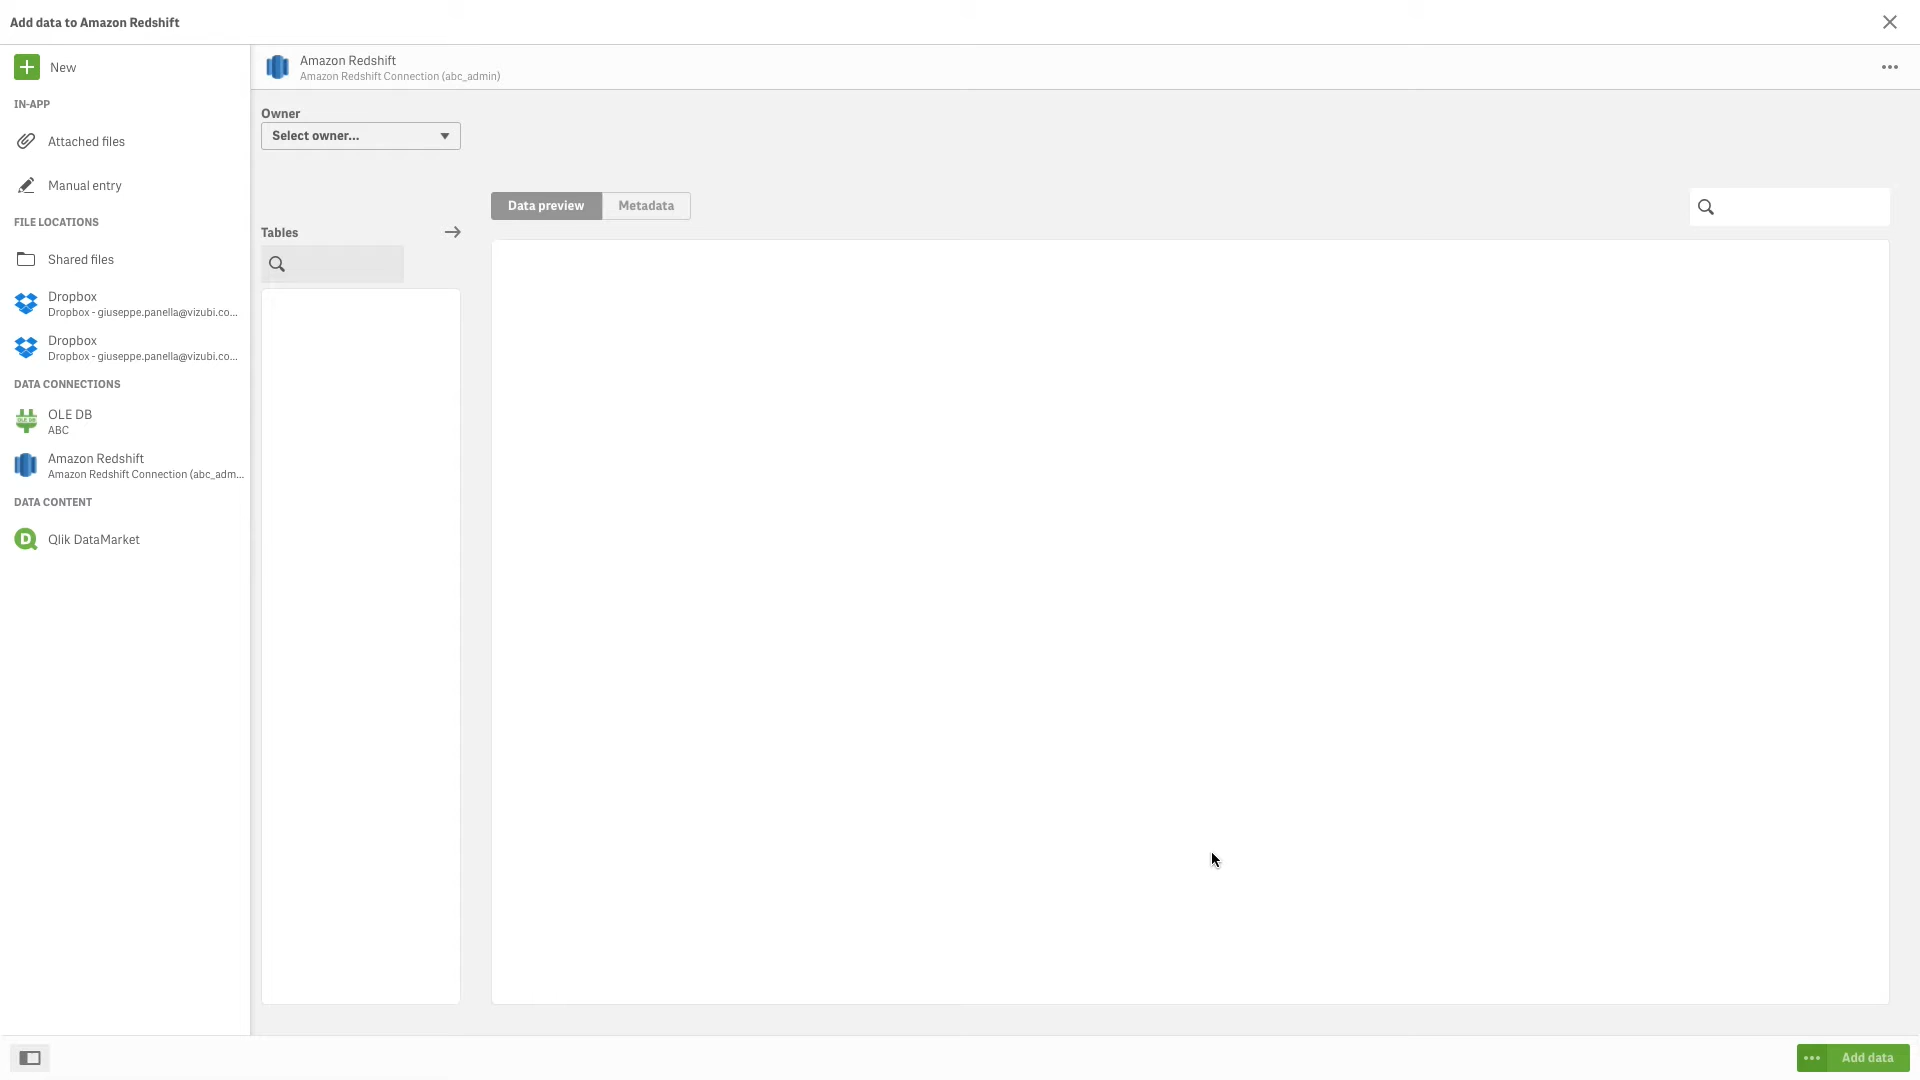 Add data to Amazon Redshift
New
IN-APP
Attached files
Manual entry
FILE LOCATIONS
Shared files
Dropbox
Dropbox - giuseppe.panella@vizubi.co...
Dropbox
Dropbox - giuseppe.panella@vizubi.co...
DATA CONNECTIONS
OLE DB
ABC
Amazon Redshift
Amazon Redshift Connection (abc_adm...
DATA CONTENT
Qlik DataMarket
Amazon Redshift
Amazon Redshift Connection (abc_admin)
Owner
Select owner...
Data preview
Metadata
Tables
Add data